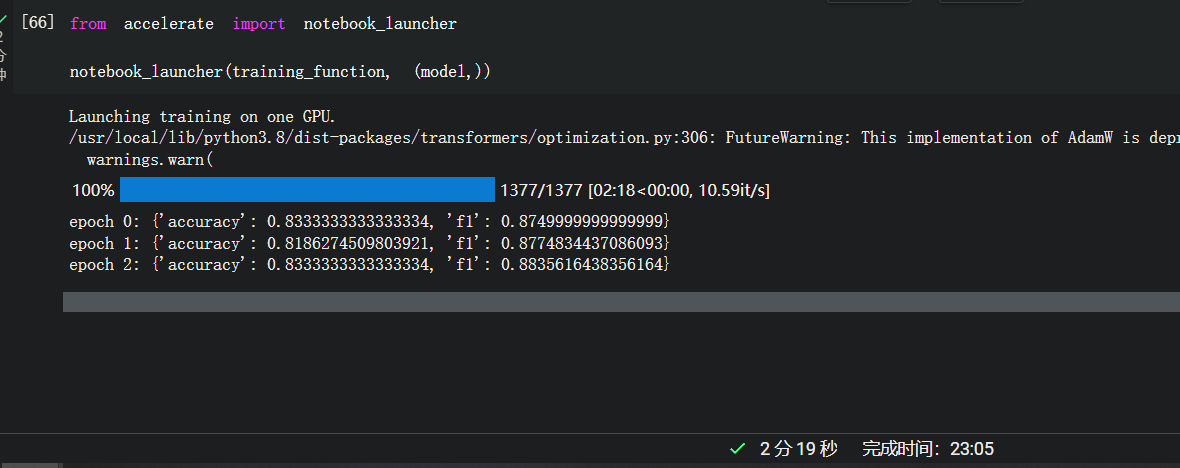 [66] from accelerate import notebook_launcher
2
分
钟
notebook_launcher(training_function, (model,))
Launching training on one GPU.
/usr/local/lib/python3.8/dist-packages/transformers/optimization.py:306: FutureWarning: This implementation of AdamW is depr
warnings.warn(
100% 1377/1377 [02:18<00:00, 10.59it/s]
epoch 0: {'accuracy': 0.8333333333333334, 'f1': 0.8749999999999999}
epoch 1: {'accuracy': 0.8186274509803921, 'f1': 0.8774834437086093}
epoch 2: {'accuracy': 0.8333333333333334, 'f1': 0.8835616438356164}
2 分 19 秒 完成时间：23:05